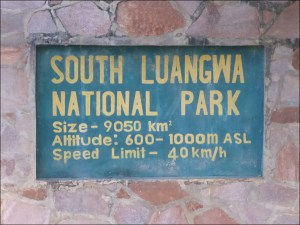 SOUTH LUANGWA
NATIONAL PARK
Size - 9050 km²
Altitude: 600 - 1000m ASL
Speed Limit - 40km/h